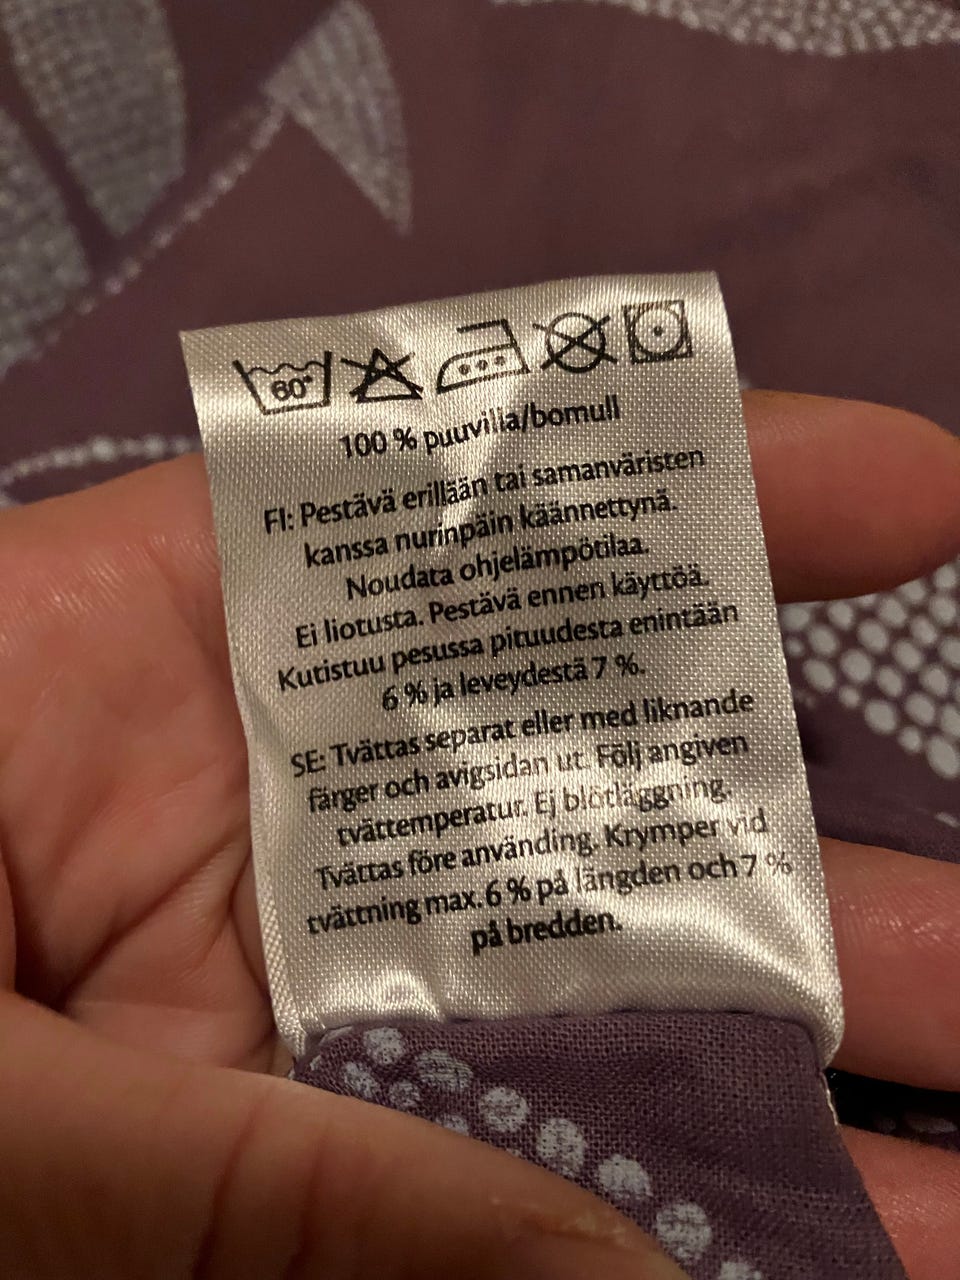 60°
100 % puuvilla/bomull
FI: Pestävä erillään tai samanväristen
kanssa nurinpäin käännettynä.
Noudata ohjelämpötilaa.
Ei liotusta. Pestävä ennen käyttöä.
Kutistuu pesussa pituudesta enintään
6 % ja leveydestä 7 %.
SE: Tvättas separat eller med liknande
färger och avigsidan ut. Följ angiven
tvättemperatur. Ej blötläggning.
Tvättas före använding. Krymper vid
tvättning max. 6 % på längden och 7 %
på bredden.